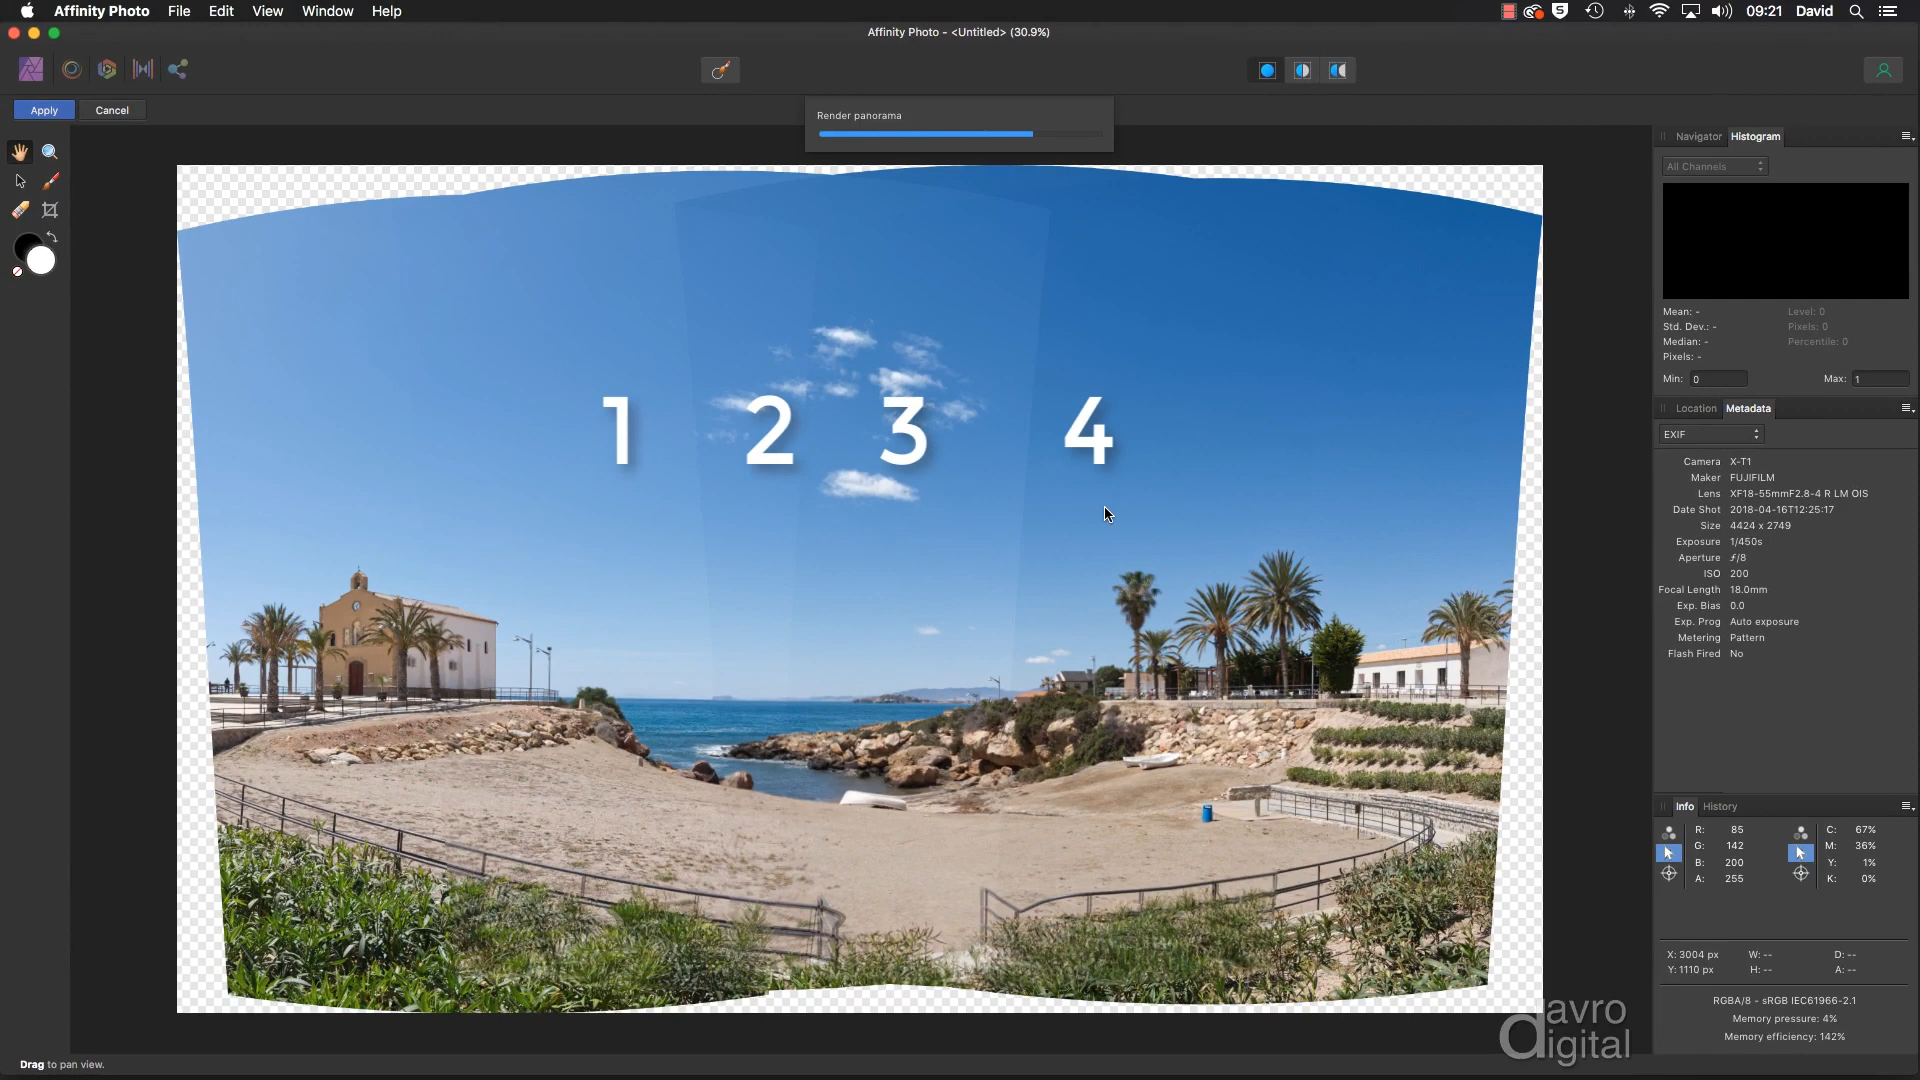 Affinity Photo File Edit View Window Help 09:21 David
Affinity Photo - <Untitled> (30.9%)
Apply Cancel
Render panorama
Navigator Histogram
All Channels
Mean: - Level: 0
Std. Dev.: - Pixels: 0
Median: - Percentile: 0
Pixels: -
Min: 0 Max: 1
1 2 3 4
Location Metadata
EXIF
Camera X-T1
Maker FUJIFILM
Lens XF18-55mmF2.8-4 R LM OIS
Date Shot 2018-04-16T12:25:17
Size 4424 x 2749
Exposure 1/450s
Aperture ƒ/8
ISO 200
Focal Length 18.0mm
Exp. Bias 0.0
Exp. Prog Auto exposure
Metering Pattern
Flash Fired No
Info History
R: 85 C: 67%
G: 142 M: 36%
B: 200 Y: 1%
A: 255 K: 0%
X: 3004 px W: -- D: --
Y: 1110 px H: -- A: --
RGBA/8 - sRGB IEC61966-2.1
Memory pressure: 4%
Memory efficiency: 142%
davro
digital
Drag to pan view.